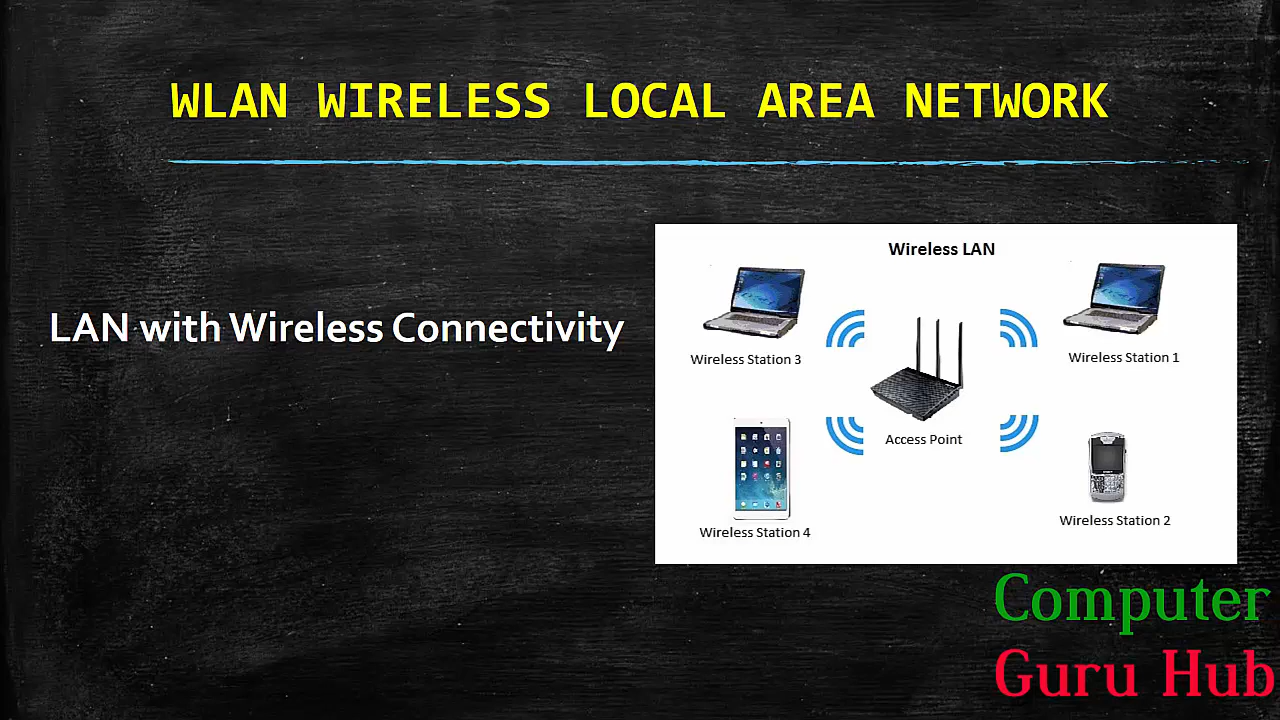 WLAN WIRELESS LOCAL AREA NETWORK
LAN with Wireless Connectivity
Wireless LAN
Wireless Station 3
Wireless Station 1
Access Point
Wireless Station 4
Wireless Station 2
Computer
Guru Hub